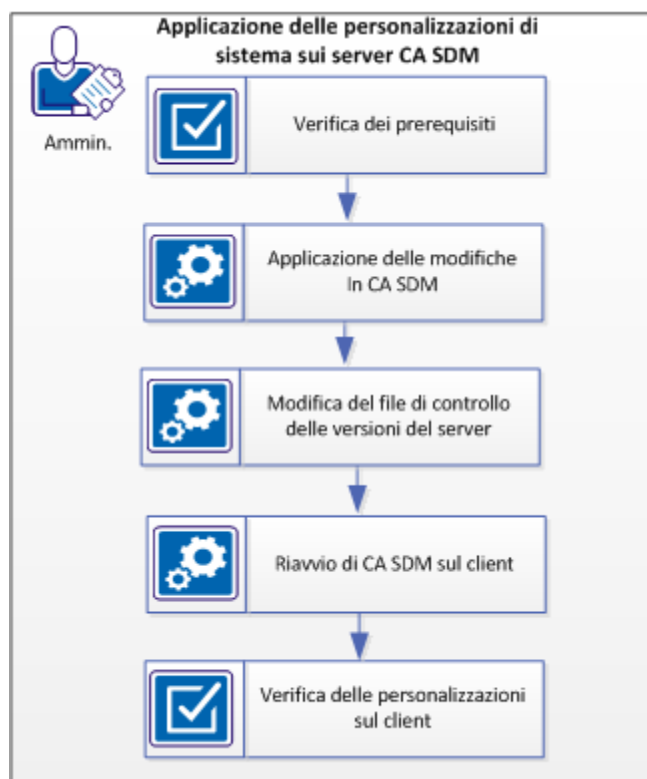 Applicazione delle personalizzazioni di
sistema sui server CA SDM
Ammin.
Verifica dei prerequisiti
Applicazione delle modifiche
In CA SDM
Modifica del file di controllo
delle versioni del server
Riavvio di CA SDM sul client
Verifica delle personalizzazioni
sul client